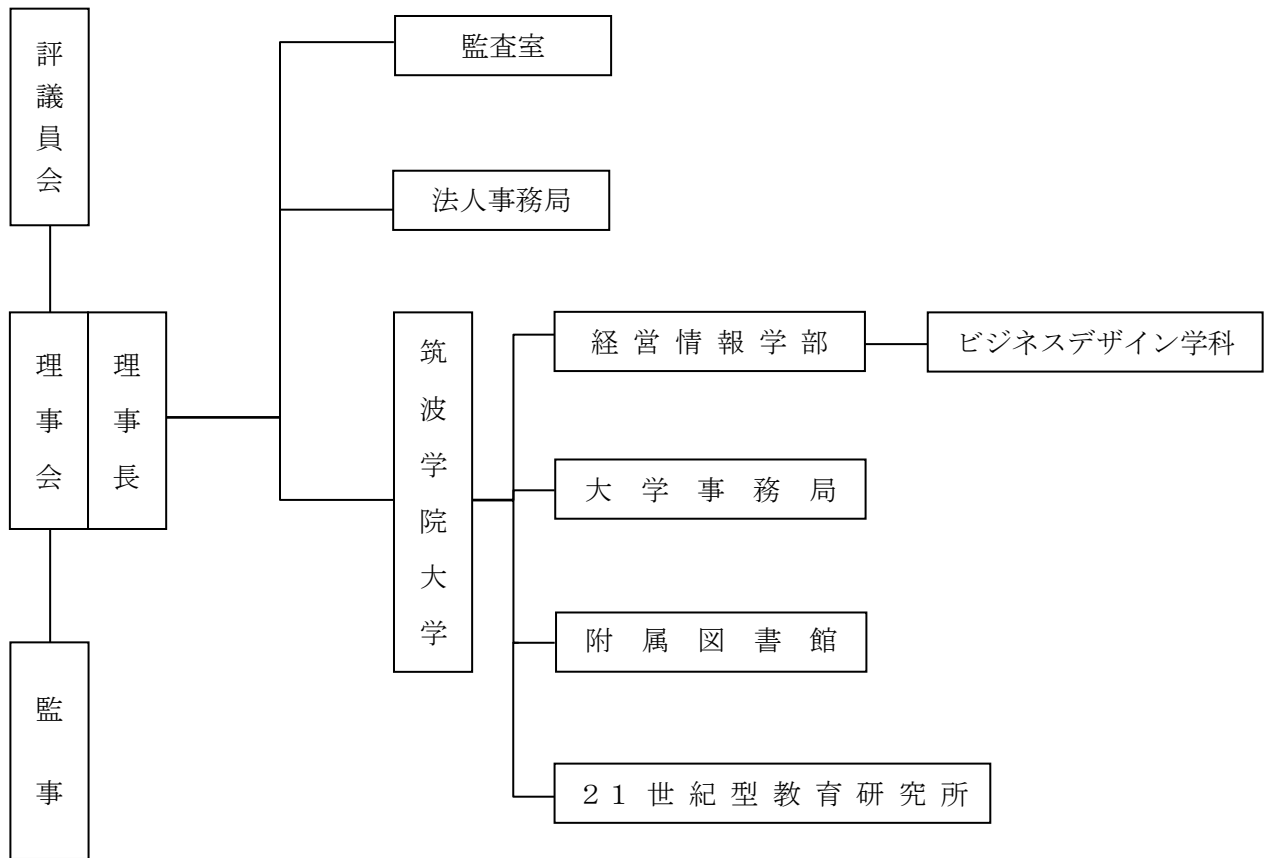 評議員会
監査室
法人事務局
理事会
理事長
筑波学院大学
経営情報学部
ビジネスデザイン学科
大学事務局
附属図書館
２１世紀型教育研究所
監事